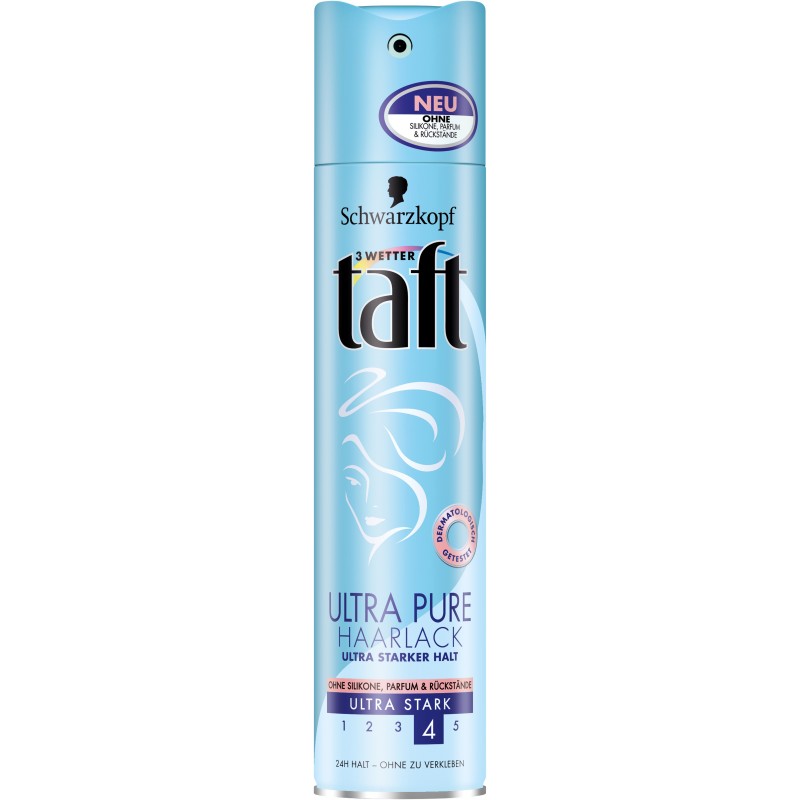 NEU
OHNE
SILIKONE, PARFUM
& RÜCKSTÄNDE
Schwarzkopf
3 WETTER
taft
DERMATOLOGISCH
GETESTET
ULTRA PURE
HAARLACK
ULTRA STARKER HALT
OHNE SILIKONE, PARFUM & RÜCKSTÄNDE
ULTRA STARK
1 2 3 4 5
24H HALT – OHNE ZU VERKLEBEN